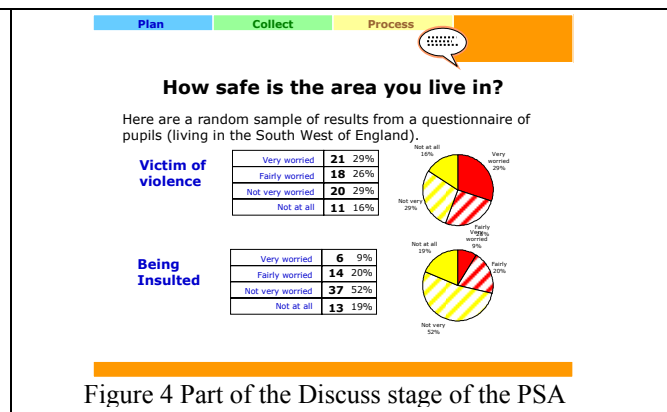 Plan Collect Process
How safe is the area you live in?
Here are a random sample of results from a questionnaire of
pupils (living in the South West of England).
Victim of
violence
Very worried 21 29%
Fairly worried 18 26%
Not very worried 20 29%
Not at all 11 16%
Not at all
16%
Very
worried
29%
Not very
29%
Fairly
26%
Being
Insulted
Very worried 6 9%
Fairly worried 14 20%
Not very worried 37 52%
Not at all 13 19%
Not at all
19%
Very
worried
9%
Fairly
20%
Not very
52%
Figure 4 Part of the Discuss stage of the PSA